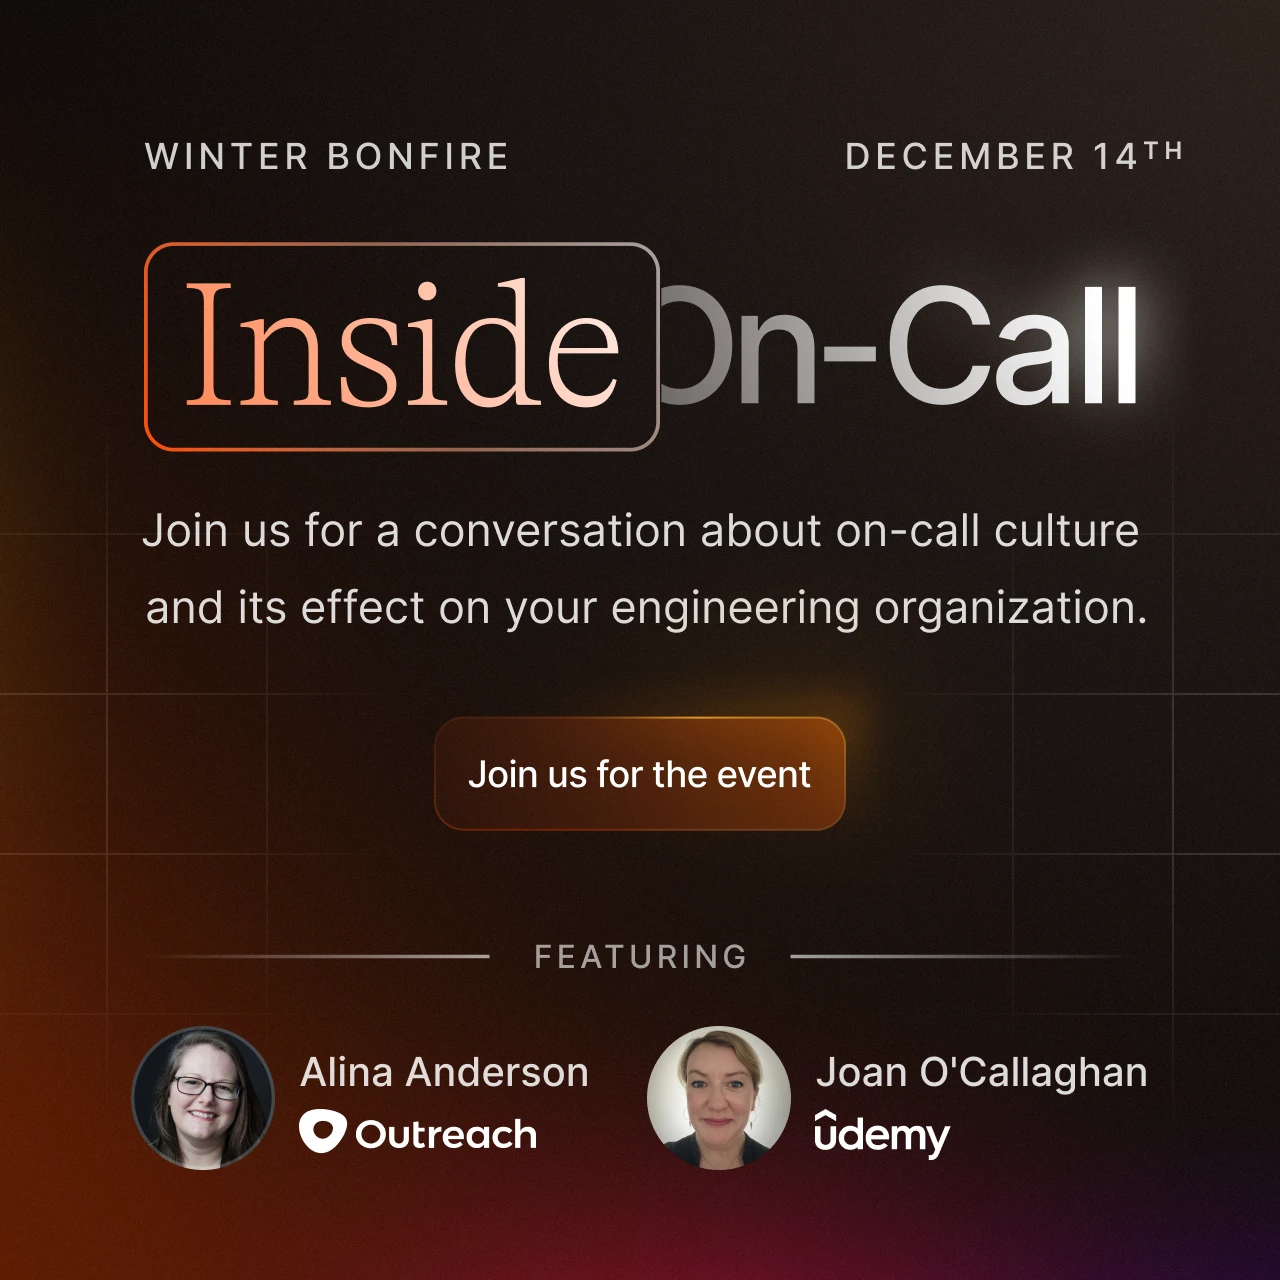 WINTER BONFIRE
DECEMBER 14TH
Inside On-Call
Join us for a conversation about on-call culture
and its effect on your engineering organization.
Join us for the event
FEATURING
Alina Anderson
Outreach
Joan O'Callaghan
ûdemy